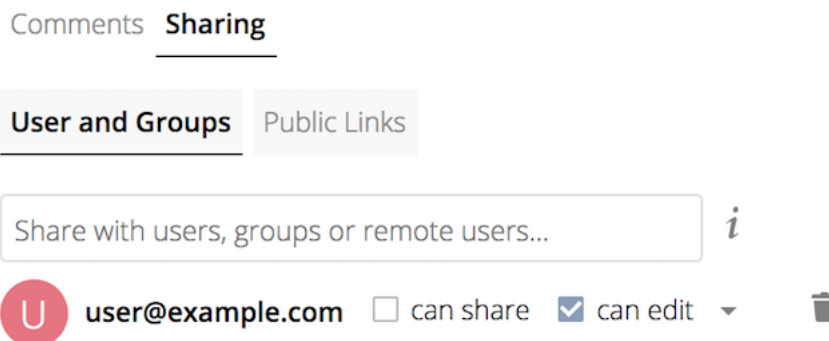 Comments Sharing
User and Groups Public Links
Share with users, groups or remote users...
i
U user@example.com can share can edit